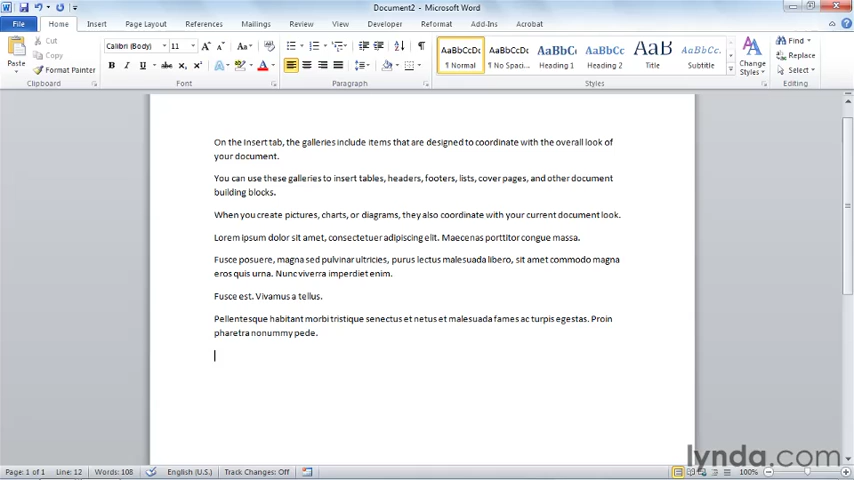 Document2 - Microsoft Word
File Home Insert Page Layout References Mailings Review View Developer Reformat Add-Ins Acrobat
Cut
Calibri (Body) 11 AaBbCcDc AaBbCcDc AaBbCc AaBbCc AaB AaBbCc. Find
Copy
Paste Format Painter ¶ Normal ¶ No Spaci... Heading 1 Heading 2 Title Subtitle Change Styles Replace
Select
Clipboard Font Paragraph Styles Editing
On the Insert tab, the galleries include items that are designed to coordinate with the overall look of
your document.
You can use these galleries to insert tables, headers, footers, lists, cover pages, and other document
building blocks.
When you create pictures, charts, or diagrams, they also coordinate with your current document look.
Lorem ipsum dolor sit amet, consectetuer adipiscing elit. Maecenas porttitor congue massa.
Fusce posuere, magna sed pulvinar ultricies, purus lectus malesuada libero, sit amet commodo magna
eros quis urna. Nunc viverra imperdiet enim.
Fusce est. Vivamus a tellus.
Pellentesque habitant morbi tristique senectus et netus et malesuada fames ac turpis egestas. Proin
pharetra nonummy pede.
lynda.com
Page: 1 of 1 Line: 12 Words: 108 English (U.S.) Track Changes: Off 100%